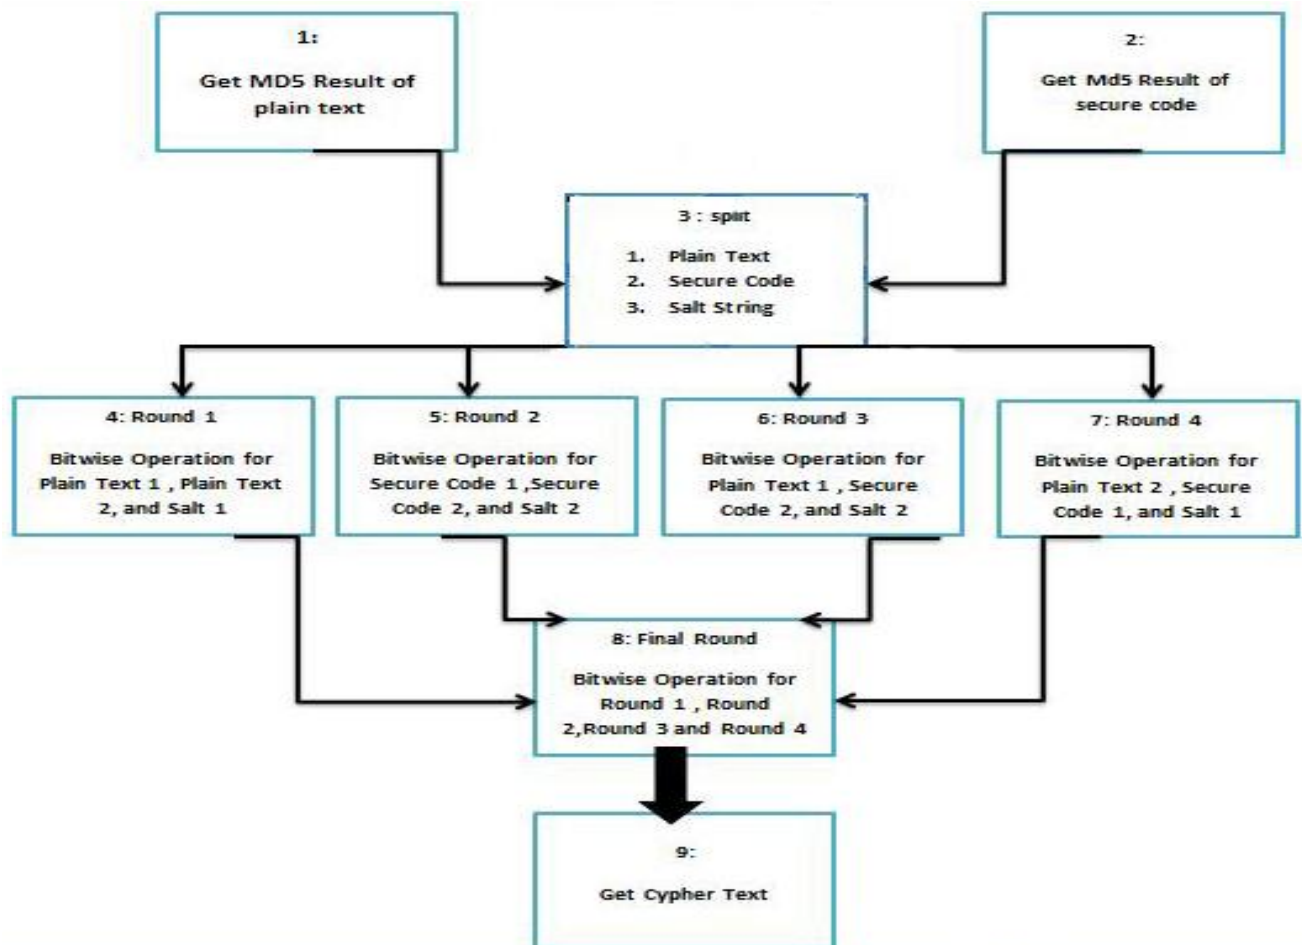 1:
Get MD5 Result of
plain text
2:
Get Md5 Result of
secure code
3 : split
1. Plain Text
2. Secure Code
3. Salt String
4: Round 1
Bitwise Operation for
Plain Text 1 , Plain Text
2, and Salt 1
5: Round 2
Bitwise Operation for
Secure Code 1 ,Secure
Code 2, and Salt 2
6: Round 3
Bitwise Operation for
Plain Text 1 , Secure
Code 2, and Salt 2
7: Round 4
Bitwise Operation for
Plain Text 2 , Secure
Code 1, and Salt 1
8: Final Round
Bitwise Operation for
Round 1 , Round
2,Round 3 and Round 4
9:
Get Cypher Text